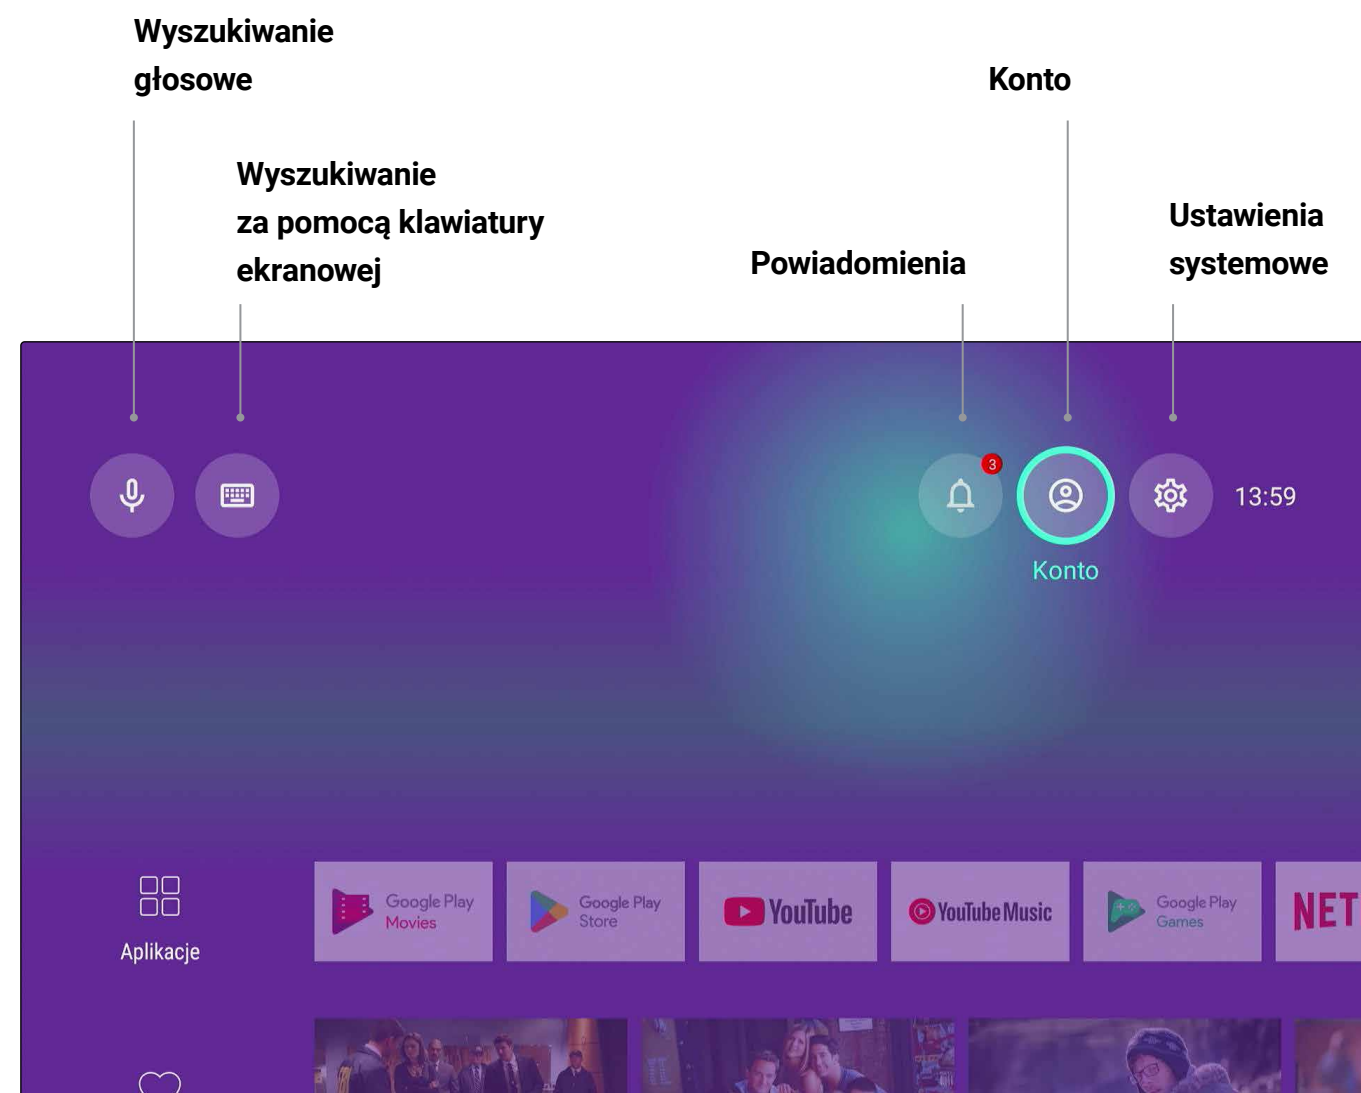 Wyszukiwanie
głosowe
Konto
Wyszukiwanie
za pomocą klawiatury
ekranowej
Ustawienia
systemowe
Powiadomienia
3
13:59
Konto
Aplikacje
Google Play
Movies
Google Play
Store
YouTube
YouTube Music
Google Play
Games
NET